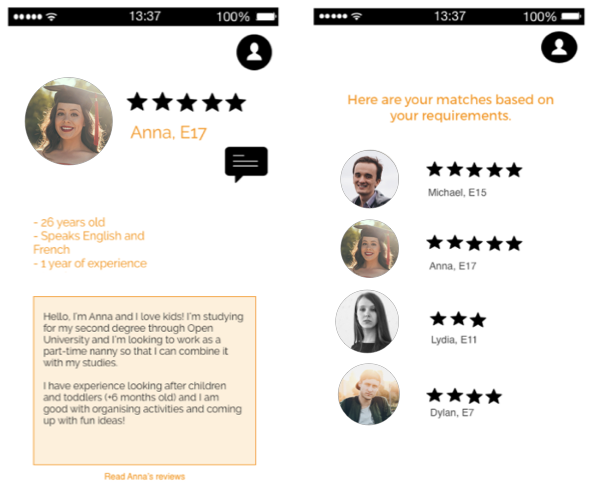 13:37
100%
Anna, E17
- 26 years old
- Speaks English and
French
- 1 year of experience
Hello, I'm Anna and I love kids! I'm studying
for my second degree through Open
University and I'm looking to work as a
part-time nanny so that I can combine it
with my studies.
I have experience looking after children
and toddlers (+6 months old) and I am
good with organising activities and coming
up with fun ideas!
Read Anna's reviews
13:37
100%
Here are your matches based on
your requirements.
Michael, E15
Anna, E17
Lydia, E11
Dylan, E7